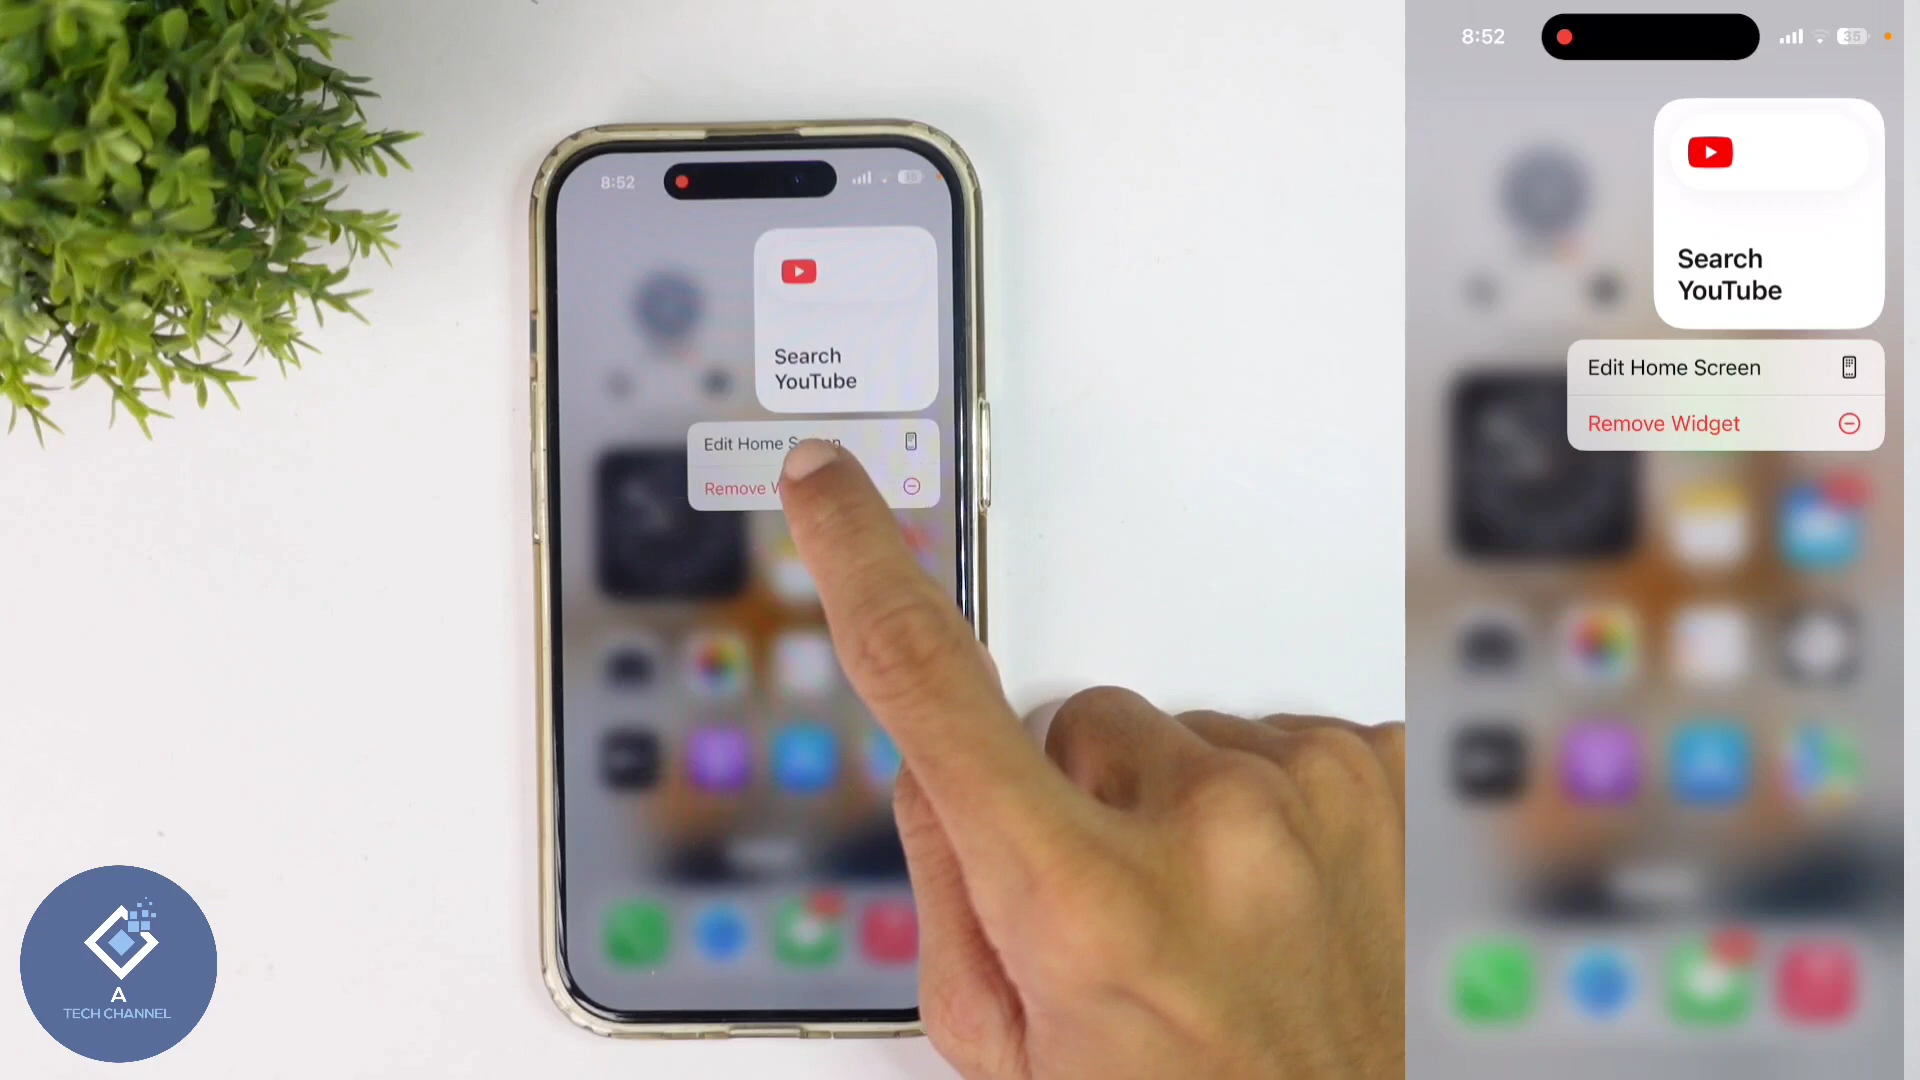 8:52
Search
YouTube
Edit Home Screen
Remove W
A
TECH CHANNEL
8:52
35
Search
YouTube
Edit Home Screen
Remove Widget